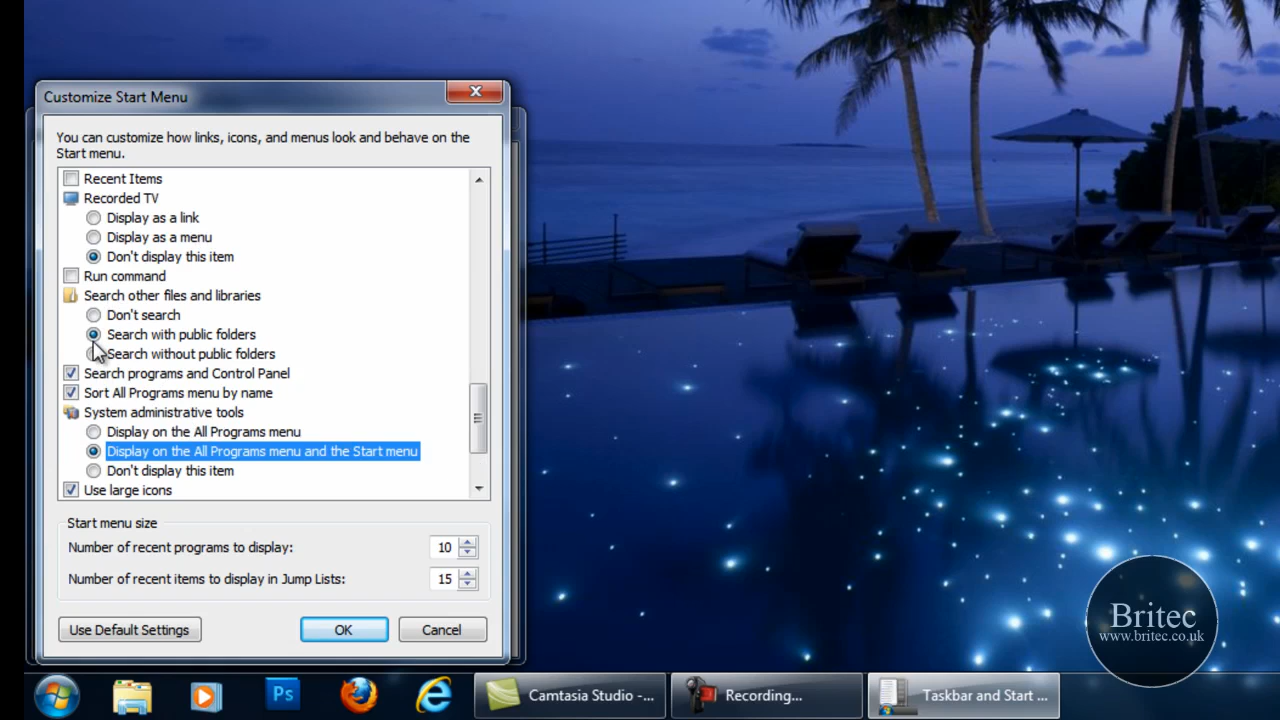 Customize Start Menu
You can customize how links, icons, and menus look and behave on the
Start menu.
Recent Items
Recorded TV
Display as a link
Display as a menu
Don't display this item
Run command
Search other files and libraries
Don't search
Search with public folders
Search without public folders
Search programs and Control Panel
Sort All Programs menu by name
System administrative tools
Display on the All Programs menu
Display on the All Programs menu and the Start menu
Don't display this item
Use large icons
Start menu size
Number of recent programs to display: 10
Number of recent items to display in Jump Lists: 15
Use Default Settings OK Cancel
Britec
www.britec.co.uk
Ps Camtasia Studio -... Recording... Taskbar and Start ...